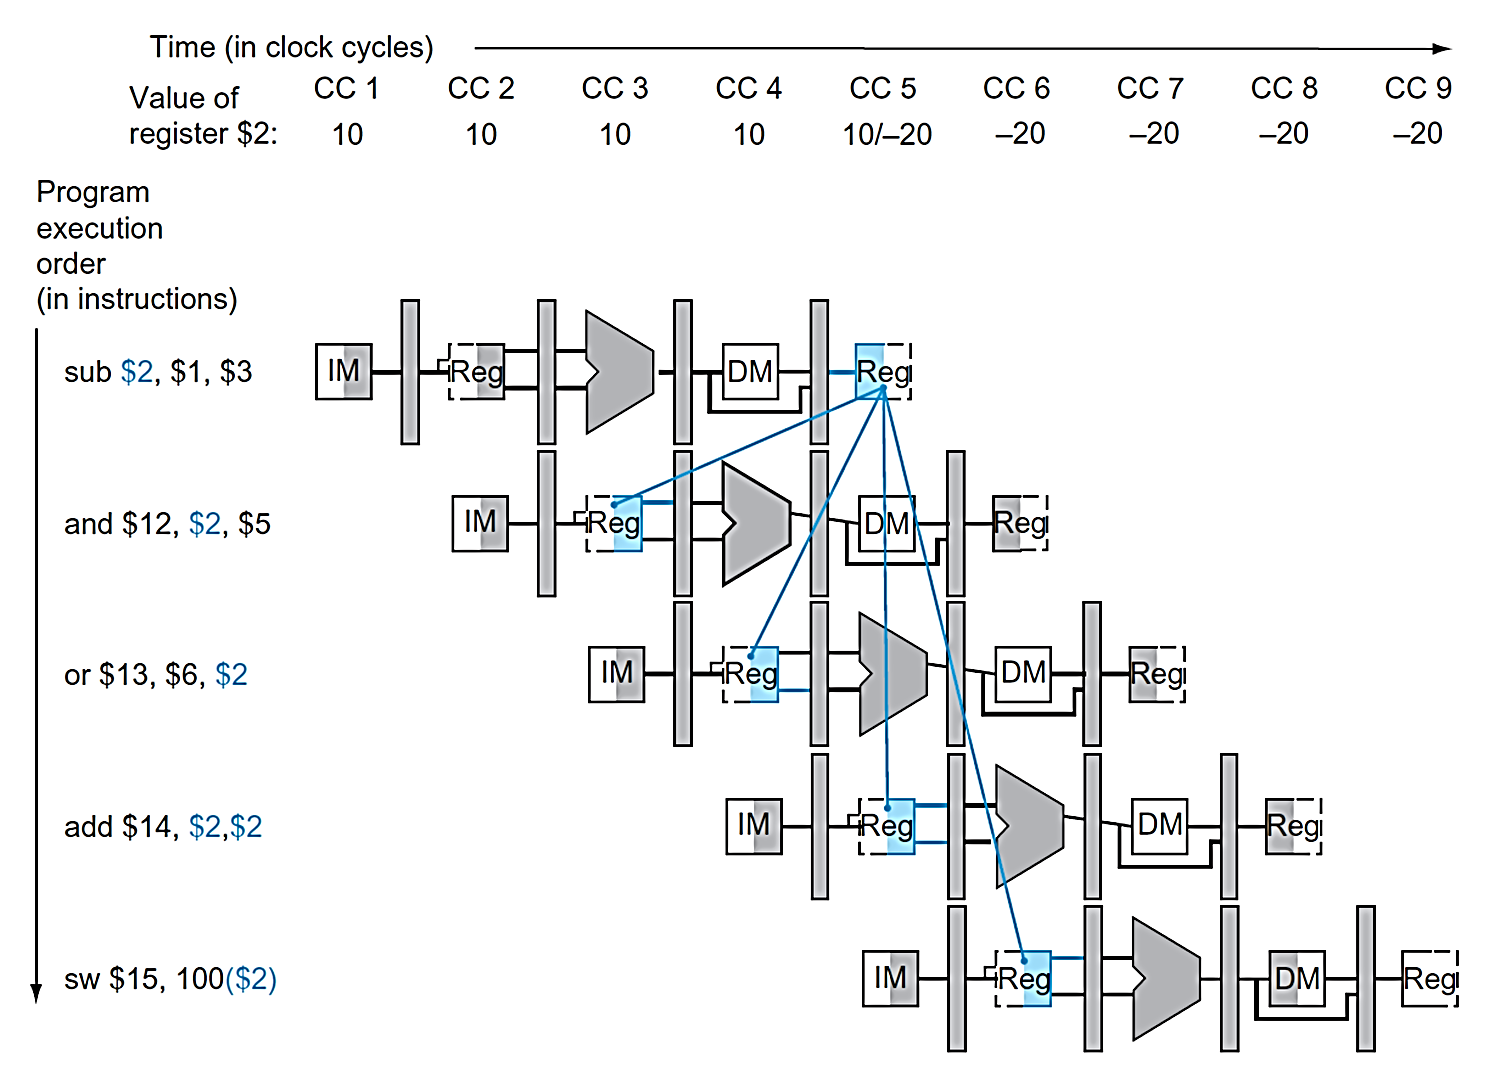 Time (in clock cycles)
CC 1 CC 2 CC 3 CC 4 CC 5 CC 6 CC 7 CC 8 CC 9
Value of
register $2: 10 10 10 10 10/–20 –20 –20 –20 –20
Program
execution
order
(in instructions)
sub $2, $1, $3 IM Reg DM Reg
and $12, $2, $5 IM Reg DM Reg
or $13, $6, $2 IM Reg DM Reg
add $14, $2,$2 IM Reg DM Reg
sw $15, 100($2) IM Reg DM Reg